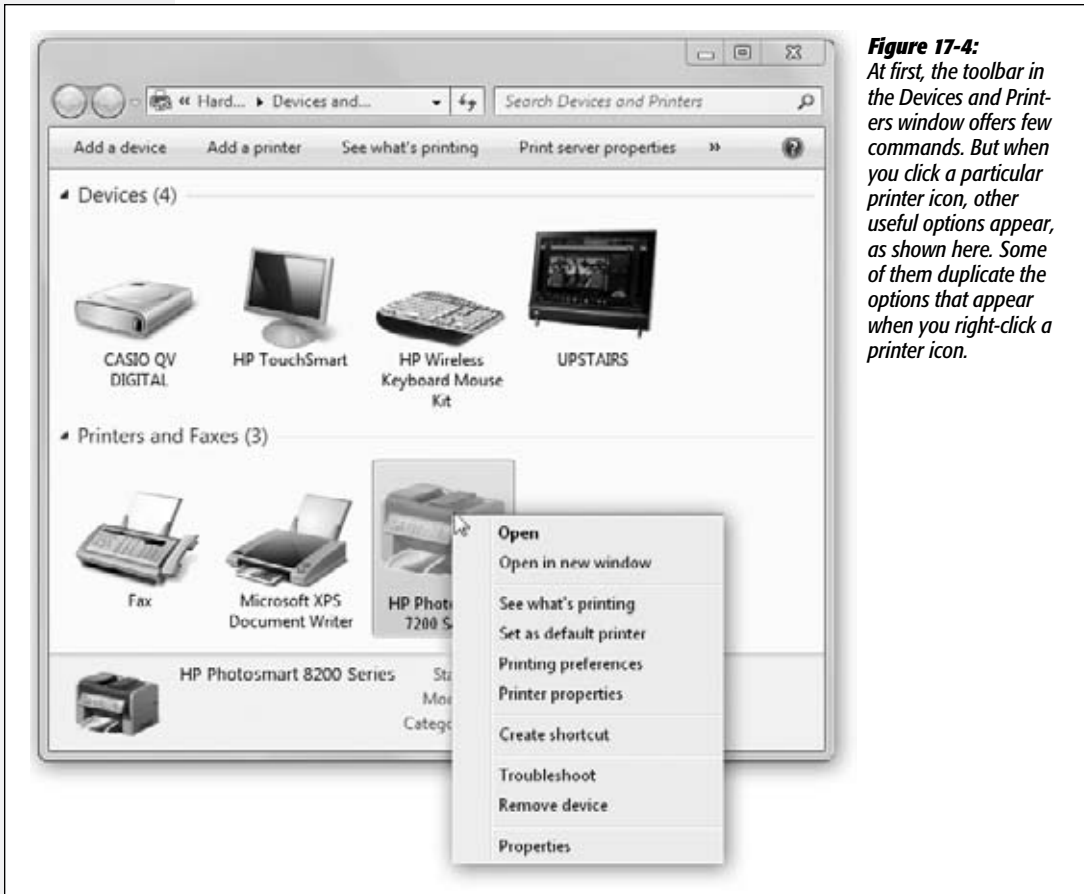 Hard... Devices and...
Search Devices and Printers
Add a device Add a printer See what's printing Print server properties »
Devices (4)
CASIO QV
DIGITAL
HP TouchSmart
HP Wireless
Keyboard Mouse
Kit
UPSTAIRS
Printers and Faxes (3)
Fax
Microsoft XPS
Document Writer
HP Phot
7200 S
HP Photosmart 8200 Series Sta
Mo
Catego
Open
Open in new window
See what's printing
Set as default printer
Printing preferences
Printer properties
Create shortcut
Troubleshoot
Remove device
Properties
Figure 17-4:
At first, the toolbar in
the Devices and Print-
ers window offers few
commands. But when
you click a particular
printer icon, other
useful options appear,
as shown here. Some
of them duplicate the
options that appear
when you right-click a
printer icon.